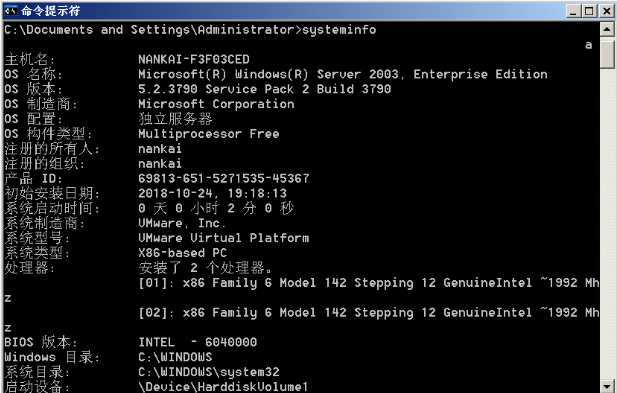 命令提示符
C:\Documents and Settings\Administrator>systeminfo
a
主机名: NANKAI-F3F03CED
OS 名称: Microsoft(R) Windows(R) Server 2003, Enterprise Edition
OS 版本: 5.2.3790 Service Pack 2 Build 3790
OS 制造商: Microsoft Corporation
OS 配置: 独立服务器
OS 构件类型: Multiprocessor Free
注册的所有人: nankai
注册的组织: nankai
产品 ID: 69813-651-5271535-45367
初始安装日期: 2018-10-24, 19:18:13
系统启动时间: 0 天 0 小时 2 分 0 秒
系统制造商: VMware, Inc.
系统型号: VMware Virtual Platform
系统类型: X86-based PC
处理器: 安装了 2 个处理器。
[01]: x86 Family 6 Model 142 Stepping 12 GenuineIntel ~1992 Mh
z
[02]: x86 Family 6 Model 142 Stepping 12 GenuineIntel ~1992 Mh
z
BIOS 版本: INTEL - 6040000
Windows 目录: C:\WINDOWS
系统目录: C:\WINDOWS\system32
启动设备: \Device\HarddiskVolume1